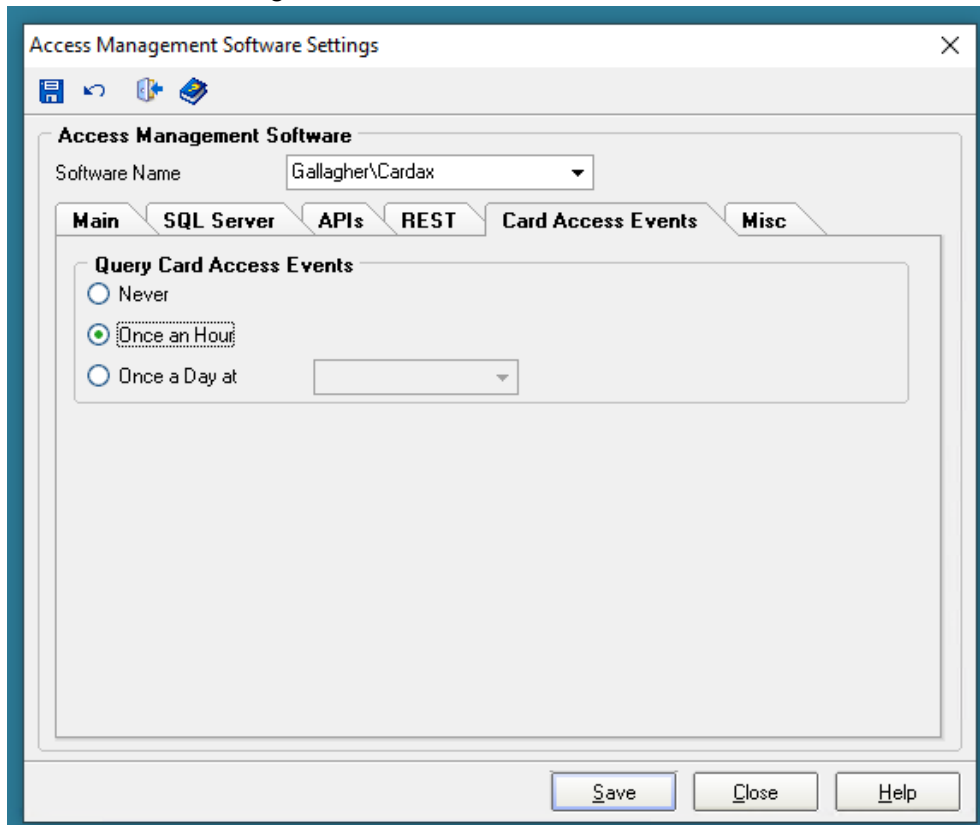 Access Management Software Settings
Access Management Software
Software Name Gallagher\Cardax
Main SQL Server APIs REST Card Access Events Misc
Query Card Access Events
Never
Once an Hour
Once a Day at
Save Close Help